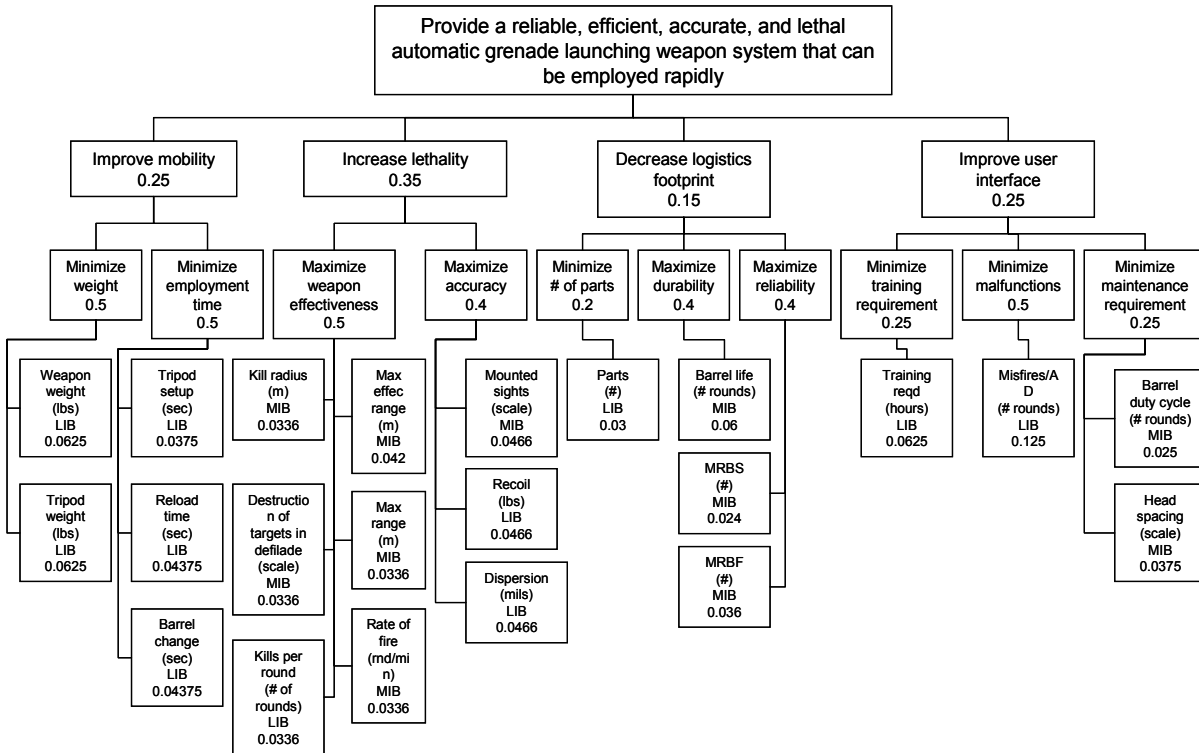 Provide a reliable, efficient, accurate, and lethal
automatic grenade launching weapon system that can
be employed rapidly
Improve mobility
0.25
Increase lethality
0.35
Decrease logistics
footprint
0.15
Improve user
interface
0.25
Minimize
weight
0.5
Minimize
employment
time
0.5
Maximize
weapon
effectiveness
0.5
Maximize
accuracy
0.4
Minimize
# of parts
0.2
Maximize
durability
0.4
Maximize
reliability
0.4
Minimize
training
requirement
0.25
Minimize
malfunctions
0.5
Minimize
maintenance
requirement
0.25
Weapon
weight
(lbs)
LIB
0.0625
Tripod
weight
(lbs)
LIB
0.0625
Tripod
setup
(sec)
LIB
0.0375
Reload
time
(sec)
LIB
0.04375
Barrel
change
(sec)
LIB
0.04375
Kill radius
(m)
MIB
0.0336
Destructio
n of
targets in
defilade
(scale)
MIB
0.0336
Kills per
round
(# of
rounds)
LIB
0.0336
Max
effec
range
(m)
MIB
0.042
Max
range
(m)
MIB
0.0336
Rate of
fire
(rnd/mi
n)
MIB
0.0336
Mounted
sights
(scale)
MIB
0.0466
Recoil
(lbs)
LIB
0.0466
Dispersion
(mils)
LIB
0.0466
Parts
(#)
LIB
0.03
Barrel life
(# rounds)
MIB
0.06
MRBS
(#)
MIB
0.024
MRBF
(#)
MIB
0.036
Training
reqd
(hours)
LIB
0.0625
Misfires/A
D
(# rounds)
LIB
0.125
Barrel
duty cycle
(# rounds)
MIB
0.025
Head
spacing
(scale)
MIB
0.0375